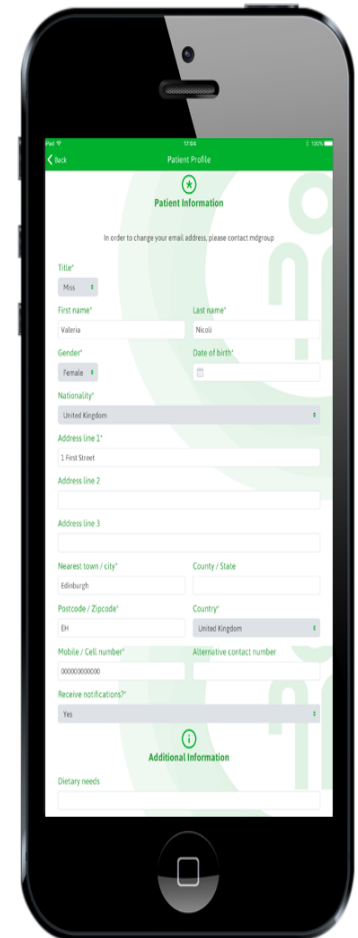 iPad 17:04 100%
Back Patient Profile
Patient Information
In order to change your email address, please contact mdgroup
Title*
Miss
First name* Last name*
Valeria Nicoli
Gender* Date of birth*
Female
Nationality*
United Kingdom
Address line 1*
1 First Street
Address line 2
Address line 3
Nearest town / city* County / State
Edinburgh
Postcode / Zipcode* Country*
EH United Kingdom
Mobile / Cell number* Alternative contact number
000000000000
Receive notifications?*
Yes
Additional Information
Dietary needs